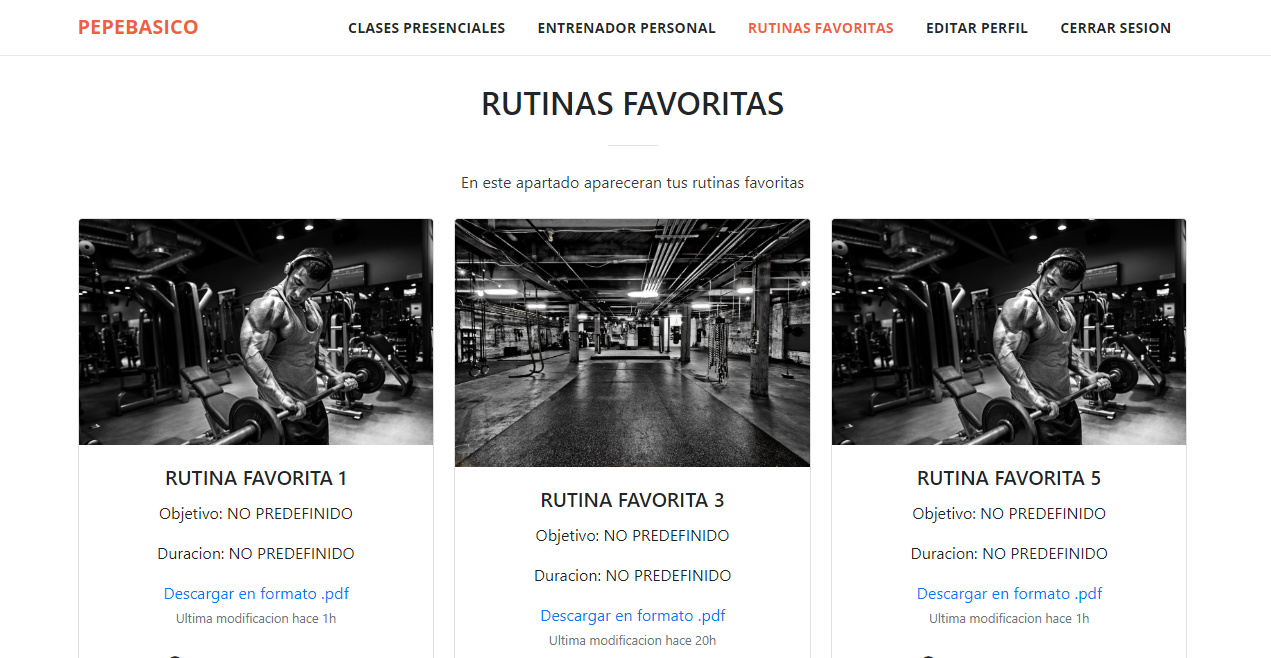 PEPEBASICO
CLASES PRESENCIALES
ENTRENADOR PERSONAL
RUTINAS FAVORITAS
EDITAR PERFIL
CERRAR SESION
RUTINAS FAVORITAS
En este apartado apareceran tus rutinas favoritas
RUTINA FAVORITA 1
Objetivo: NO PREDEFINIDO
Duracion: NO PREDEFINIDO
Descargar en formato .pdf
Ultima modificacion hace 1h
RUTINA FAVORITA 3
Objetivo: NO PREDEFINIDO
Duracion: NO PREDEFINIDO
Descargar en formato .pdf
Ultima modificacion hace 20h
RUTINA FAVORITA 5
Objetivo: NO PREDEFINIDO
Duracion: NO PREDEFINIDO
Descargar en formato .pdf
Ultima modificacion hace 1h